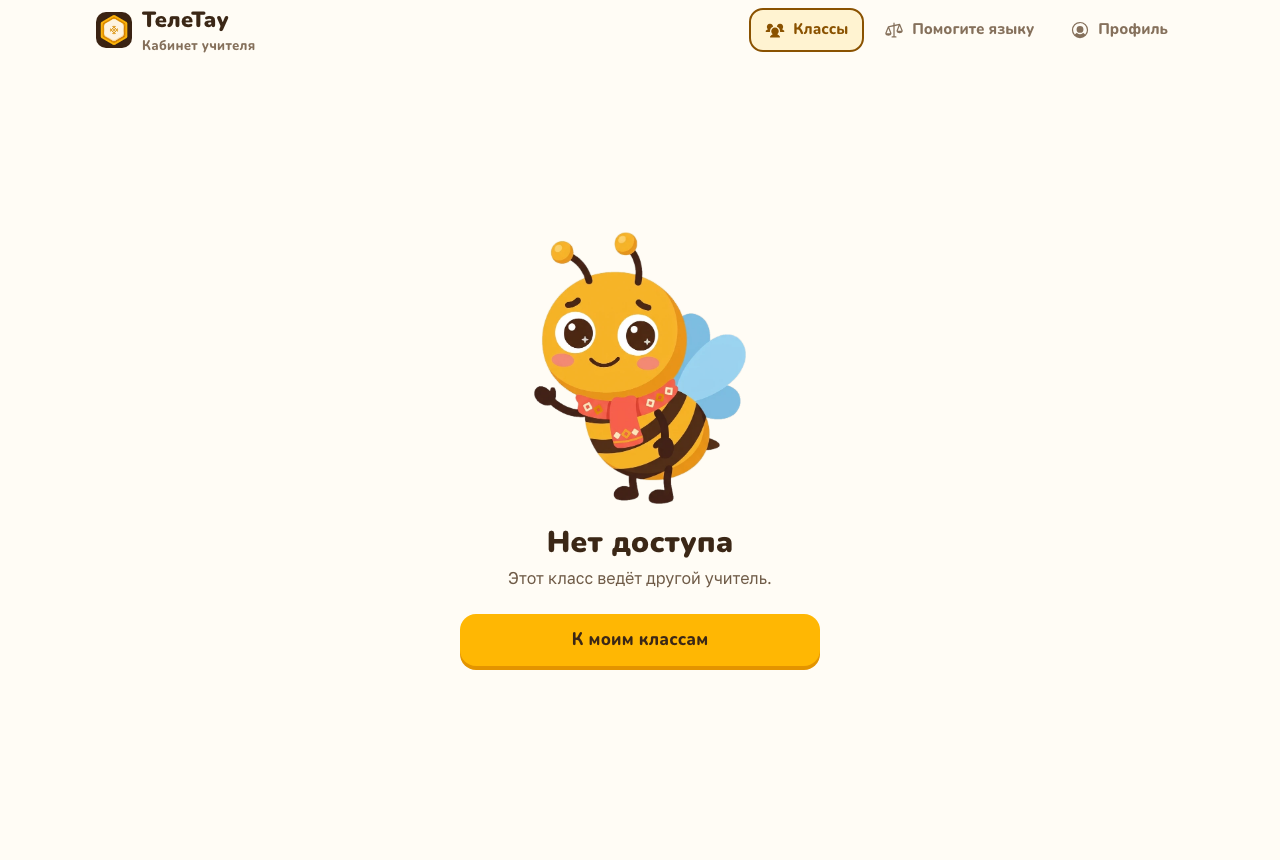 ТелеТау
Кабинет учителя
Классы
Помогите языку
Профиль
Нет доступа
Этот класс ведёт другой учитель.
К моим классам